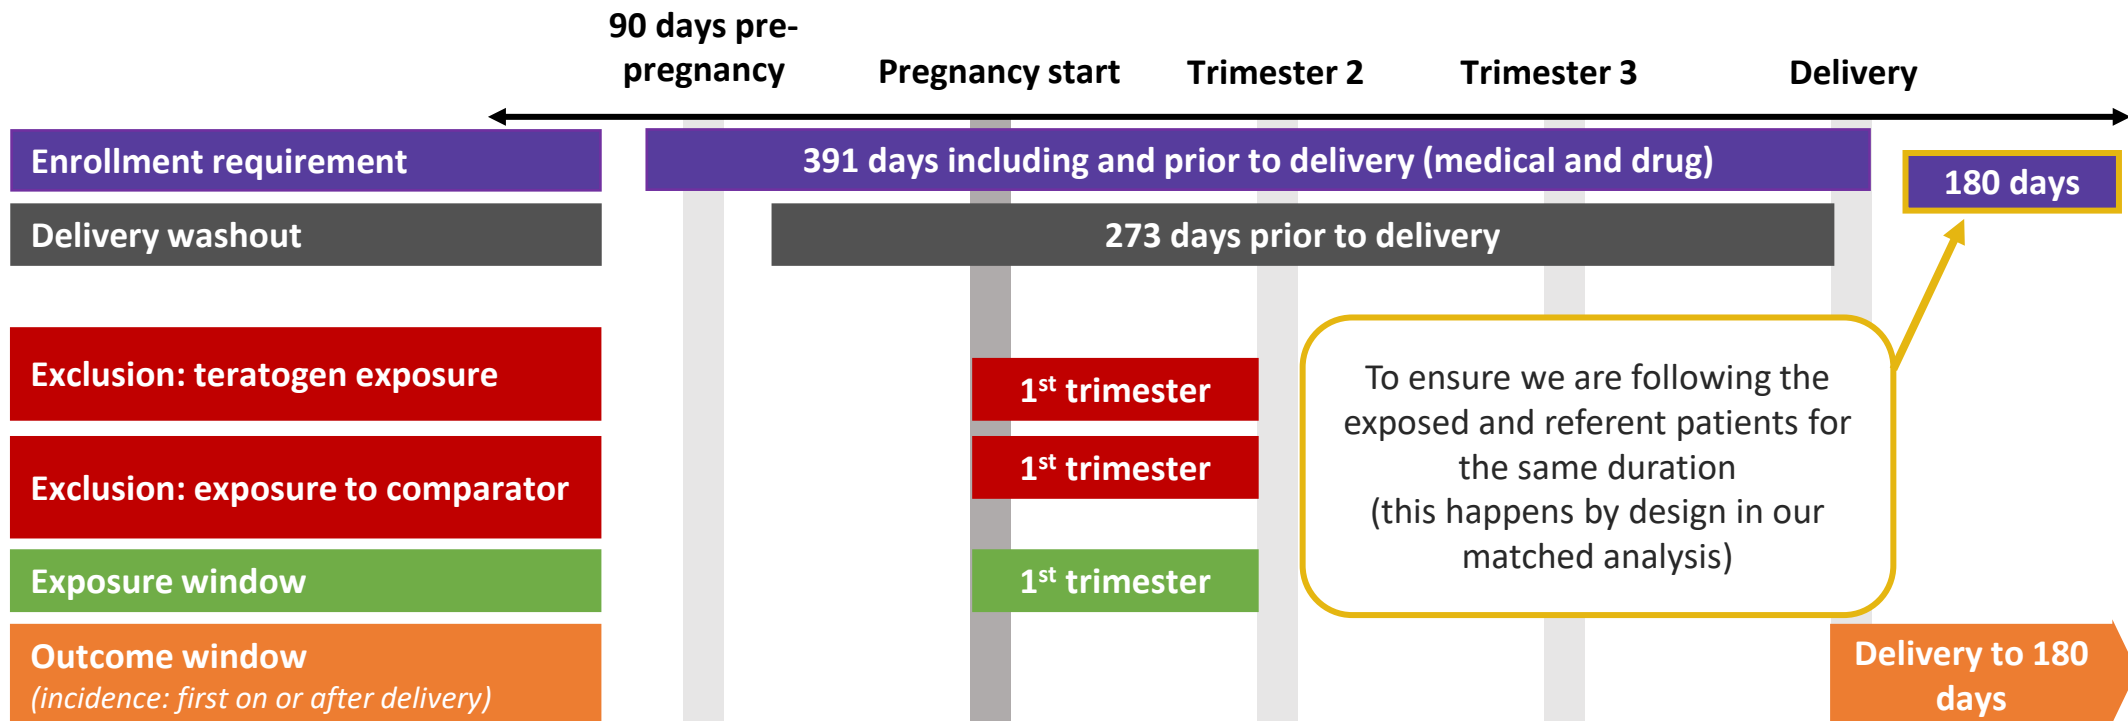 90 days pre-
pregnancy
Pregnancy start
Trimester 2
Trimester 3
Delivery
Enrollment requirement
391 days including and prior to delivery (medical and drug)
180 days
Delivery washout
273 days prior to delivery
Exclusion: teratogen exposure
1st trimester
Exclusion: exposure to comparator
1st trimester
To ensure we are following the
exposed and referent patients for
the same duration
(this happens by design in our
matched analysis)
Exposure window
1st trimester
Outcome window
(incidence: first on or after delivery)
Delivery to 180
days